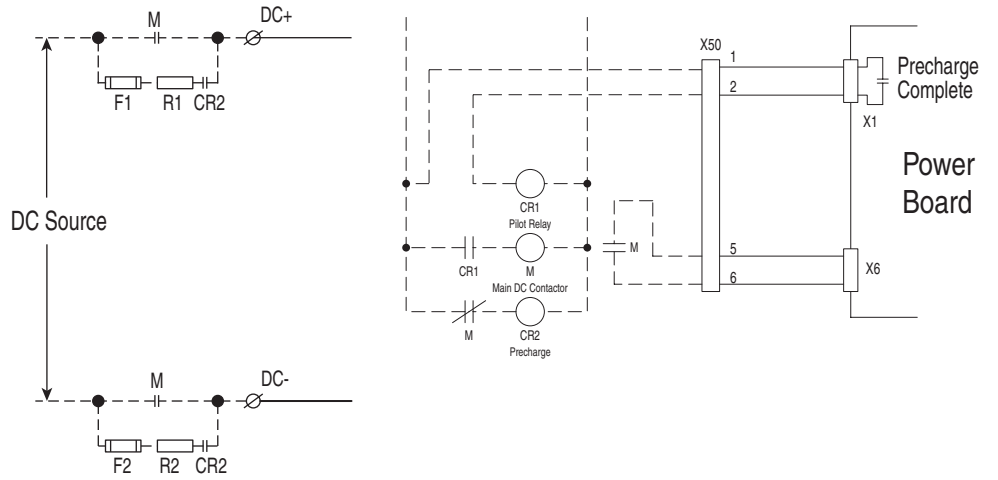 M
DC+
F1
R1
CR2
DC Source
M
DC-
F2
R2
CR2
X50
1
2
Precharge
Complete
X1
Power
Board
CR1
Pilot Relay
CR1
M
Main DC Contactor
M
CR2
Precharge
M
5
6
X6